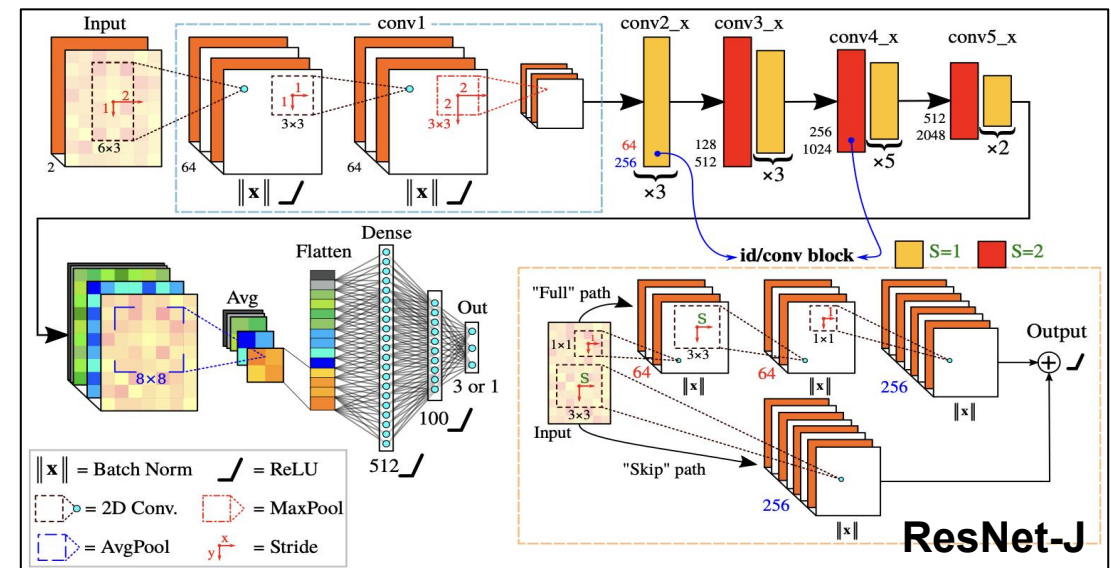 Input
conv1
conv2_x
conv3_x
conv4_x
conv5_x
1
2
6×3
2
1
1
3×3
64
‖x‖
2
2
3×3
64
‖x‖
64
256
×3
128
512
×3
256
1024
×5
512
2048
×2
id/conv block
S=1
S=2
Avg
Flatten
Dense
Out
8×8
512
100
3 or 1
"Full" path
1×1
1
S
3×3
Input
"Skip" path
S
3×3
64
‖x‖
1
1×1
64
‖x‖
256
‖x‖
256
‖x‖
Output
‖x‖ = Batch Norm
= ReLU
= 2D Conv.
= MaxPool
= AvgPool
x
y
= Stride
ResNet-J